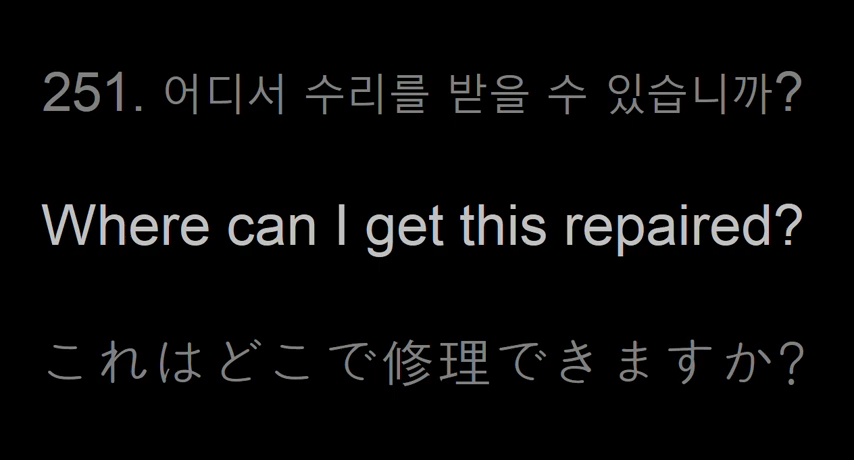 251. 어디서 수리를 받을 수 있습니까?
Where can I get this repaired?
これはどこで修理できますか?